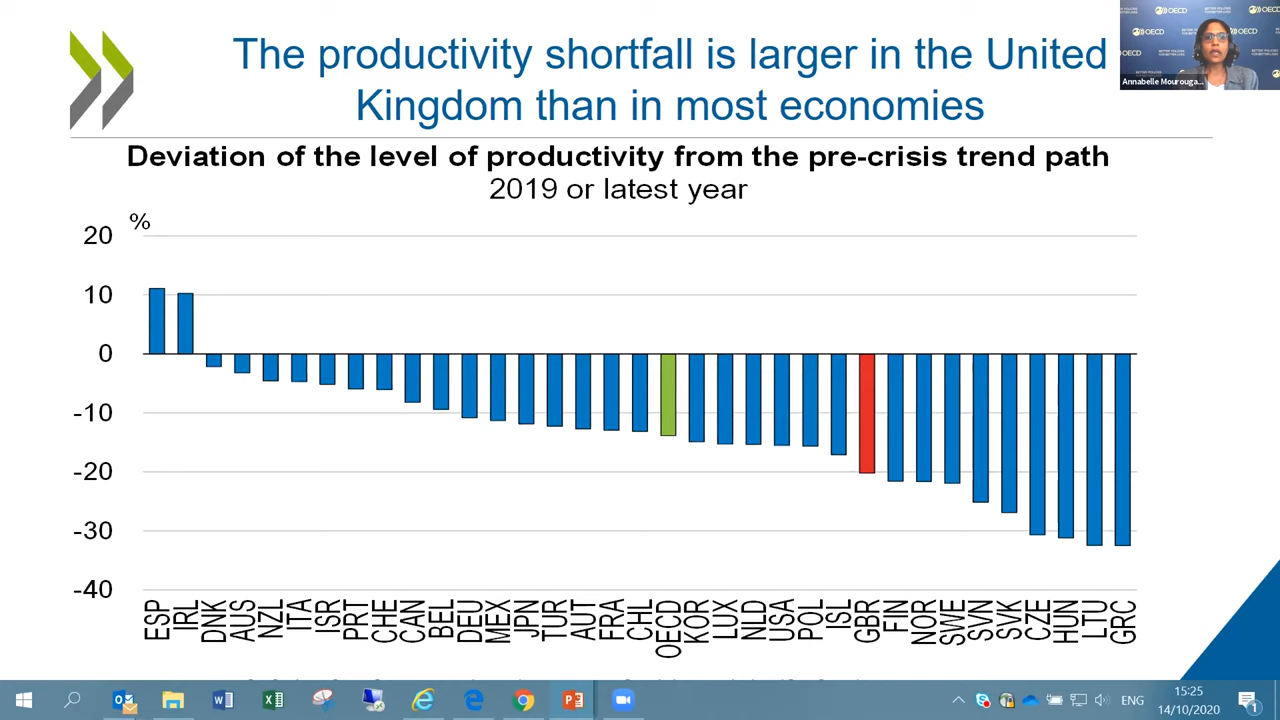 The productivity shortfall is larger in the United
Kingdom than in most economies
OECD
Annabelle Mourouga...
Deviation of the level of productivity from the pre-crisis trend path
2019 or latest year
%
20
10
0
-10
-20
-30
-40
ESP IRL DNK AUS NZL ITA ISR PRT CHE CAN BEL DEU MEX JPN TUR AUT FRA CHL OECD KOR LUX NLD USA POL ISL GBR FIN NOR SWE SVN SVK CZE HUN LTU GRC
ENG
15:25
14/10/2020
1